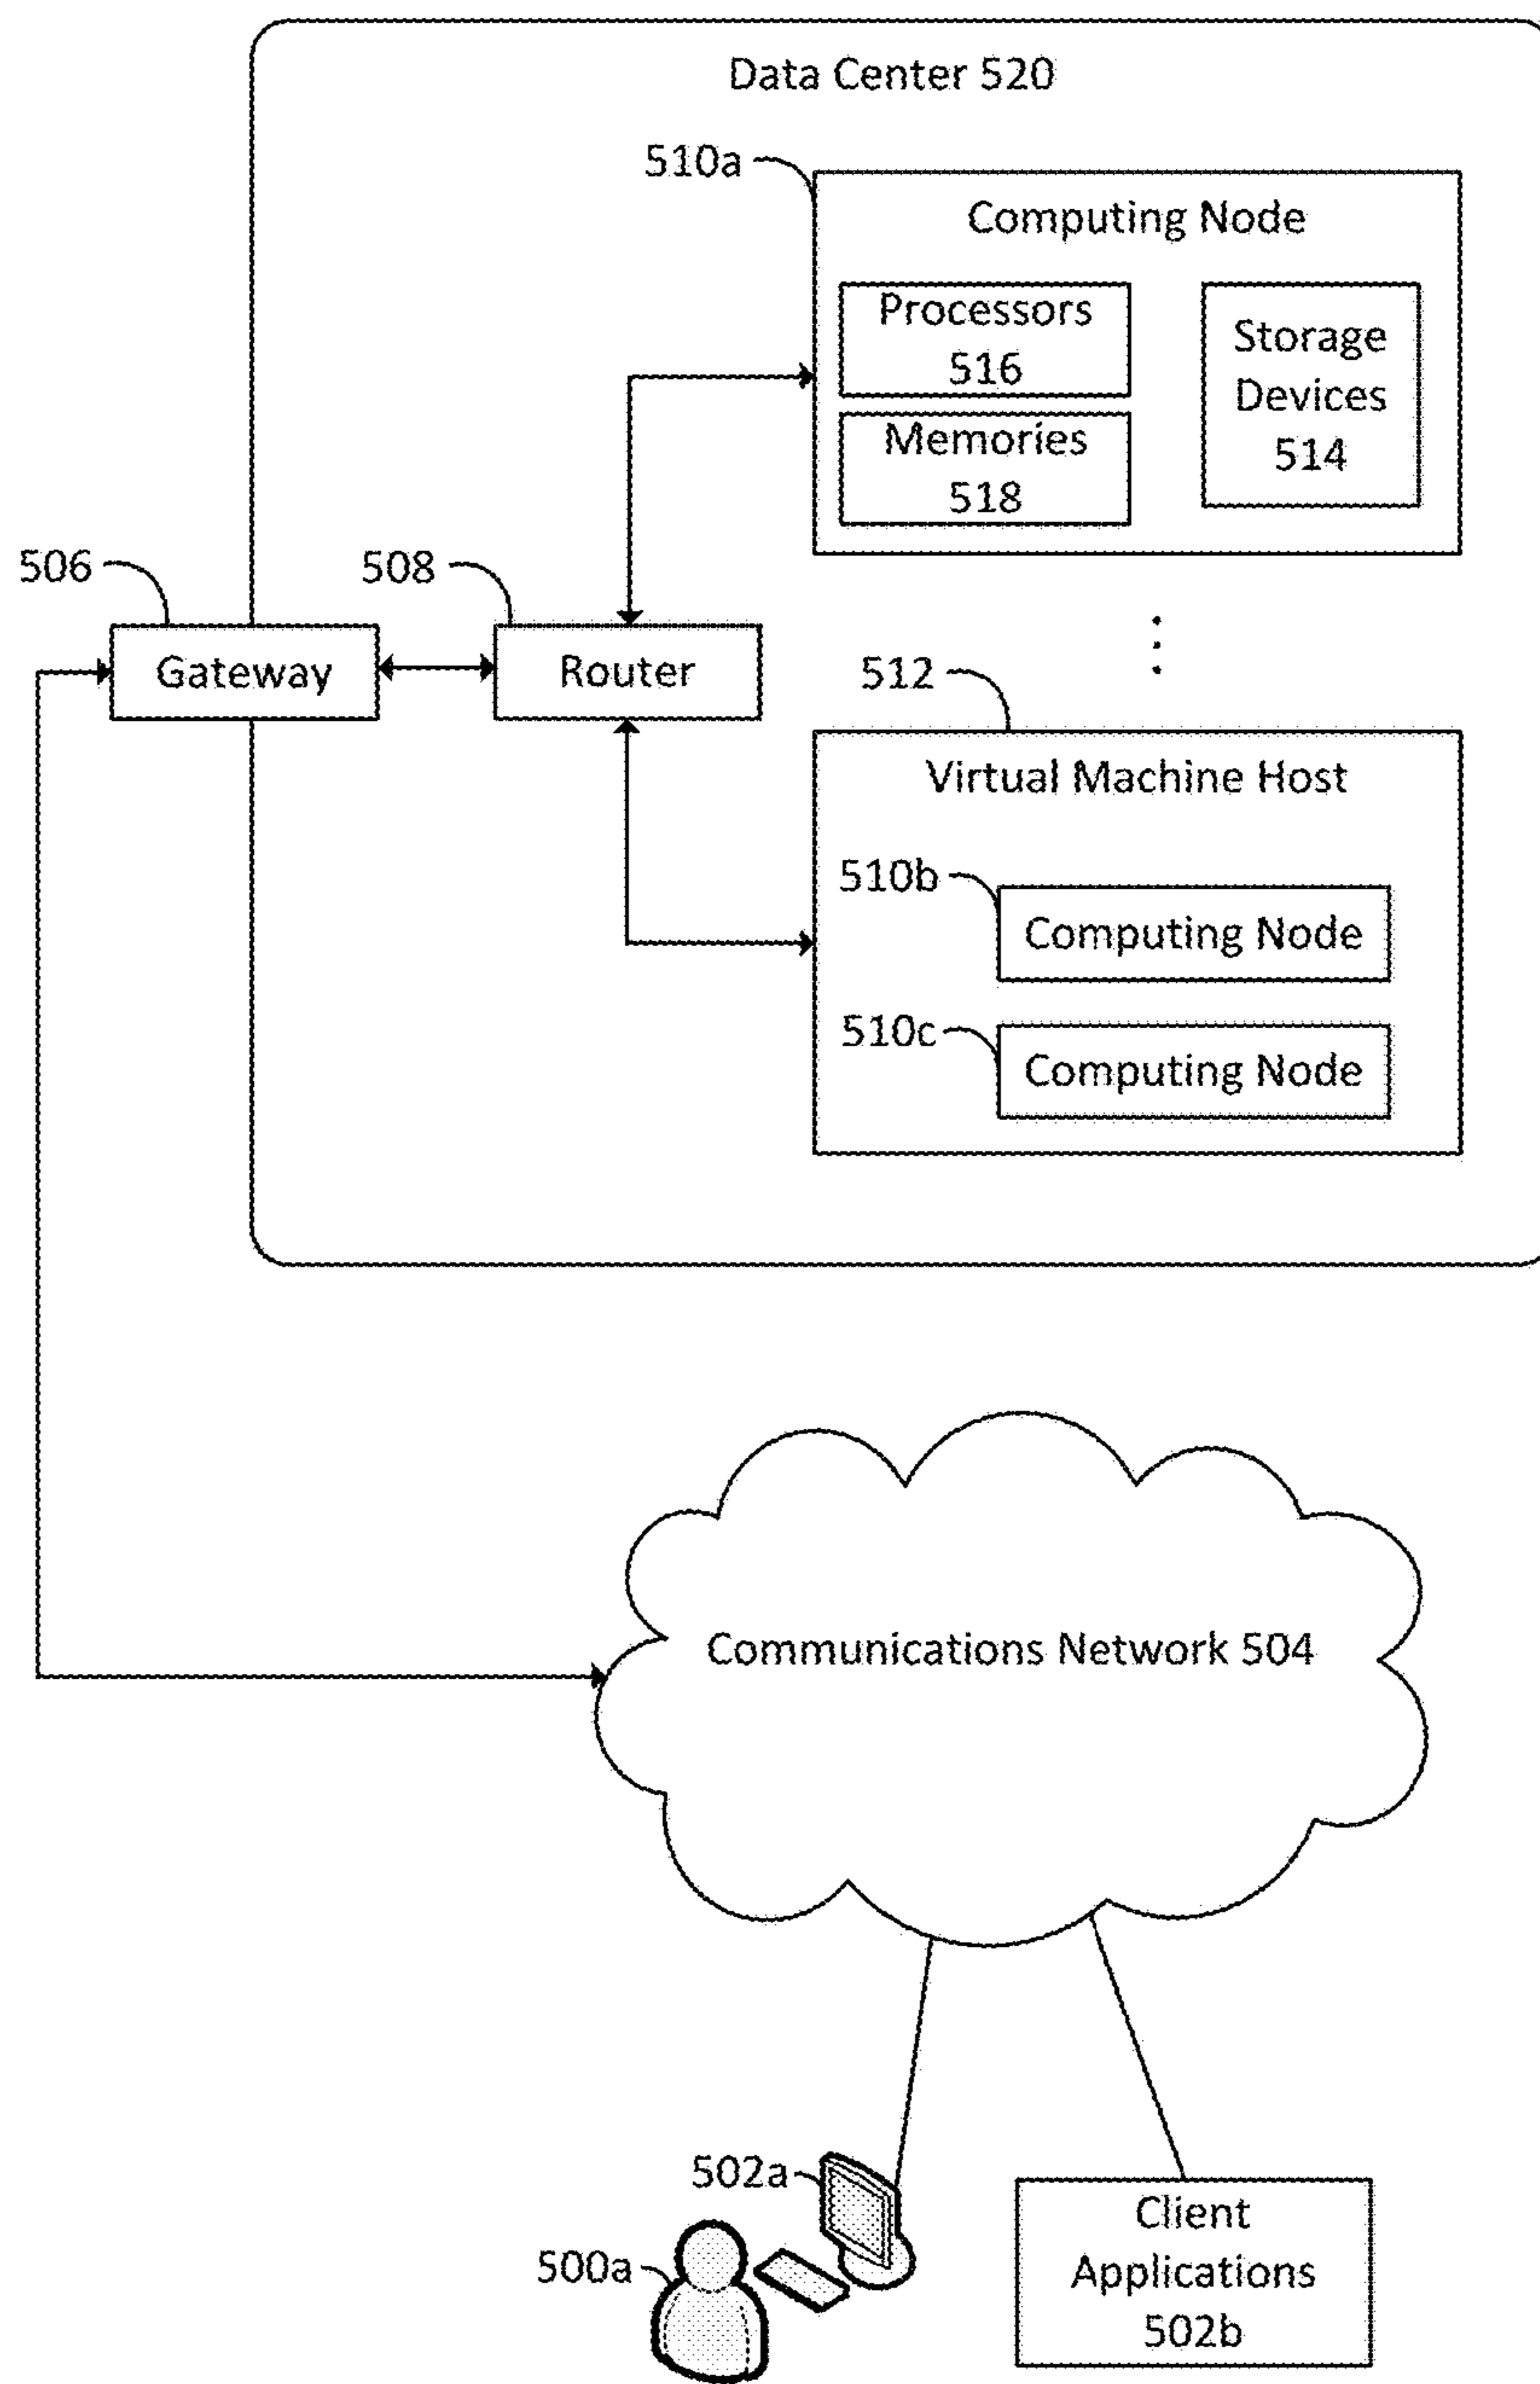 Data Center 520
510a
Computing Node
Processors
516
Storage
Devices
514
Memories
518
506
508
Gateway
Router
512
Virtual Machine Host
510b
Computing Node
510c
Computing Node
Communications Network 504
502a
500a
Client
Applications
502b